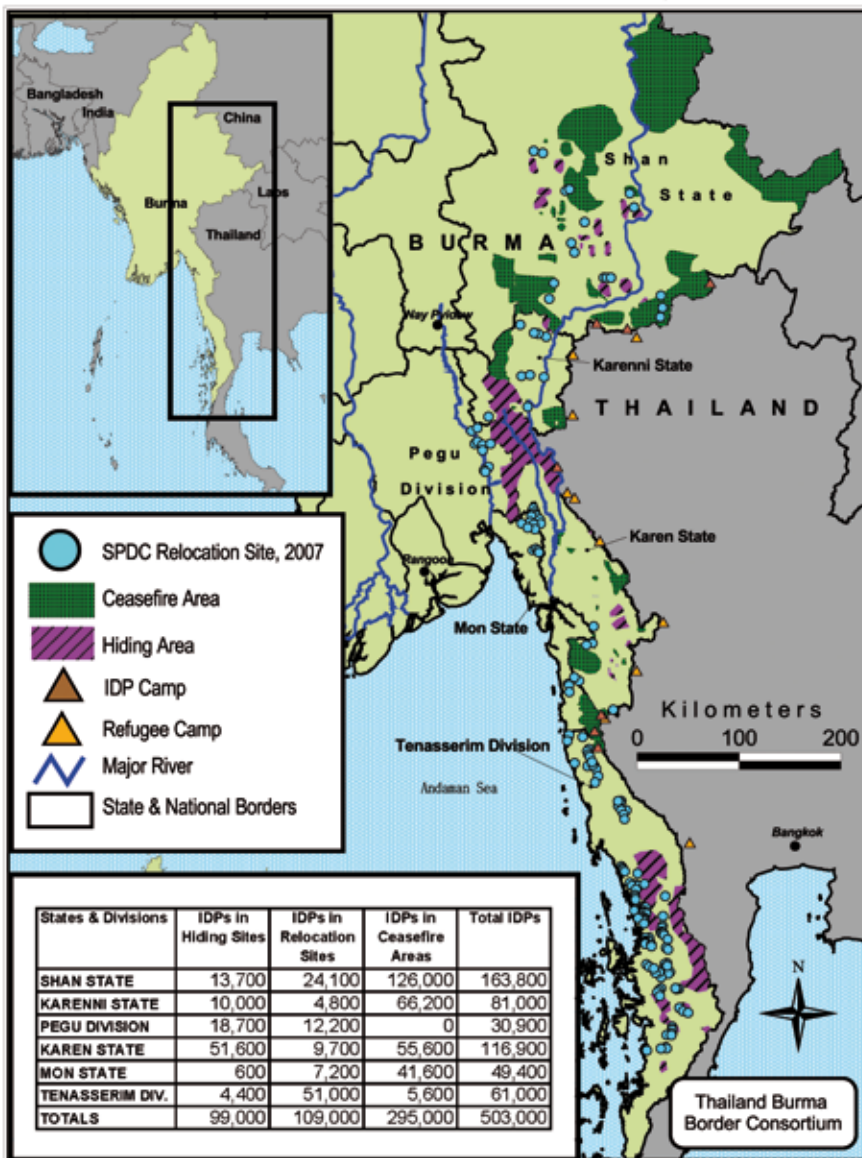 Bangladesh
India
China
Burma
Laos
Thailand
Shan
State
BURMA
Nay Pyidaw
Karenni State
THAILAND
Pegu
Division
Karen State
Rangoon
Mon State
Kilometers
0 100 200
Tenasserim Division
Andaman Sea
Bangkok
N
SPDC Relocation Site, 2007
Ceasefire Area
Hiding Area
IDP Camp
Refugee Camp
Major River
State & National Borders
States & Divisions IDPs in Hiding Sites IDPs in Relocation Sites IDPs in Ceasefire Areas Total IDPs
SHAN STATE 13,700 24,100 126,000 163,800
KARENNI STATE 10,000 4,800 66,200 81,000
PEGU DIVISION 18,700 12,200 0 30,900
KAREN STATE 51,600 9,700 55,600 116,900
MON STATE 600 7,200 41,600 49,400
TENASSERIM DIV. 4,400 51,000 5,600 61,000
TOTALS 99,000 109,000 295,000 503,000
Thailand Burma
Border Consortium